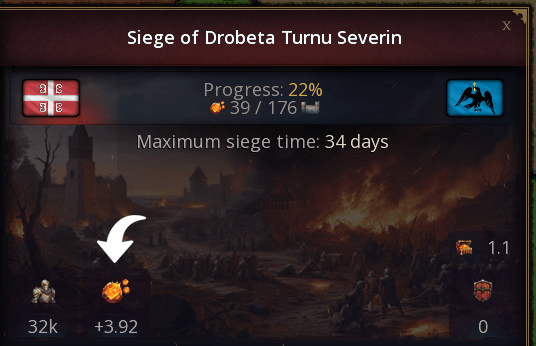 Siege of Drobeta Turnu Severin
x
Progress: 22%
39 / 176
Maximum siege time: 34 days
1.1
32k
+3.92
0